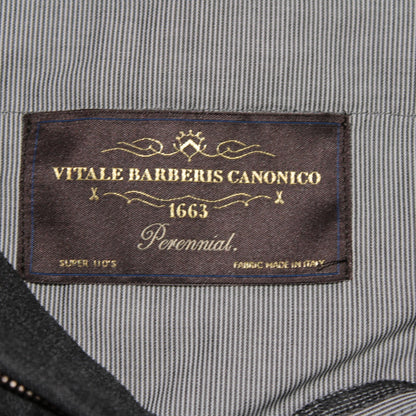 VITALE BARBERIS CANONICO
1663
Perennial.
SUPER 110'S FABRIC MADE IN ITALY